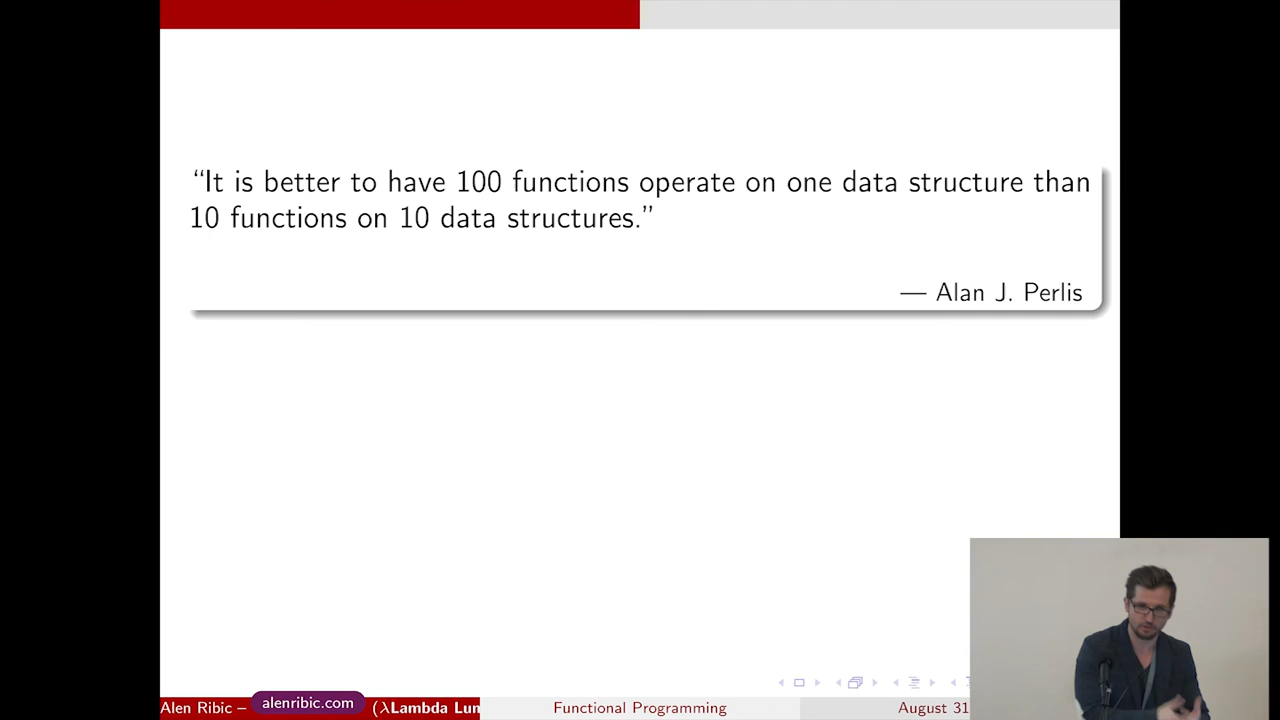 “It is better to have 100 functions operate on one data structure than
10 functions on 10 data structures.”
— Alan J. Perlis
Alen Ribic – alenribic.com (λLambda Lun
Functional Programming
August 31